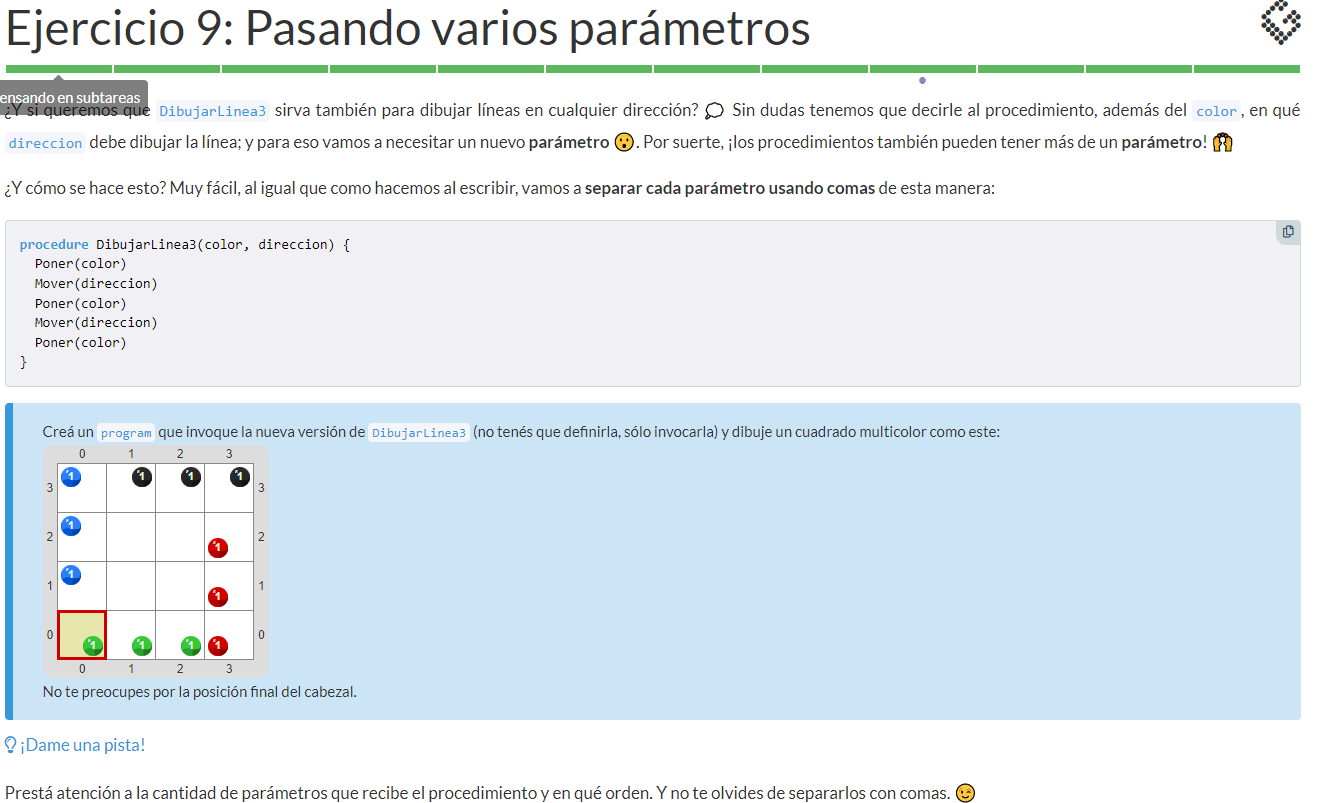 Ejercicio 9: Pasando varios parámetros
ensando en subtareas
¿Y si queremos que DibujarLinea3 sirva también para dibujar líneas en cualquier dirección? Sin dudas tenemos que decirle al procedimiento, además del color, en qué
direccion debe dibujar la línea; y para eso vamos a necesitar un nuevo parámetro 😯. Por suerte, ¡los procedimientos también pueden tener más de un parámetro! 🙌
¿Y cómo se hace esto? Muy fácil, al igual que como hacemos al escribir, vamos a separar cada parámetro usando comas de esta manera:
procedure DibujarLinea3(color, direccion) {
Poner(color)
Mover(direccion)
Poner(color)
Mover(direccion)
Poner(color)
}
Creá un program que invoque la nueva versión de DibujarLinea3 (no tenés que definirla, sólo invocarla) y dibuje un cuadrado multicolor como este:
0 1 2 3
3 1 1 1 1 3
2 1 1 2
1 1 1 1
0 1 1 1 1 0
0 1 2 3
No te preocupes por la posición final del cabezal.
¡Dame una pista!
Prestá atención a la cantidad de parámetros que recibe el procedimiento y en qué orden. Y no te olvides de separarlos con comas. 😉